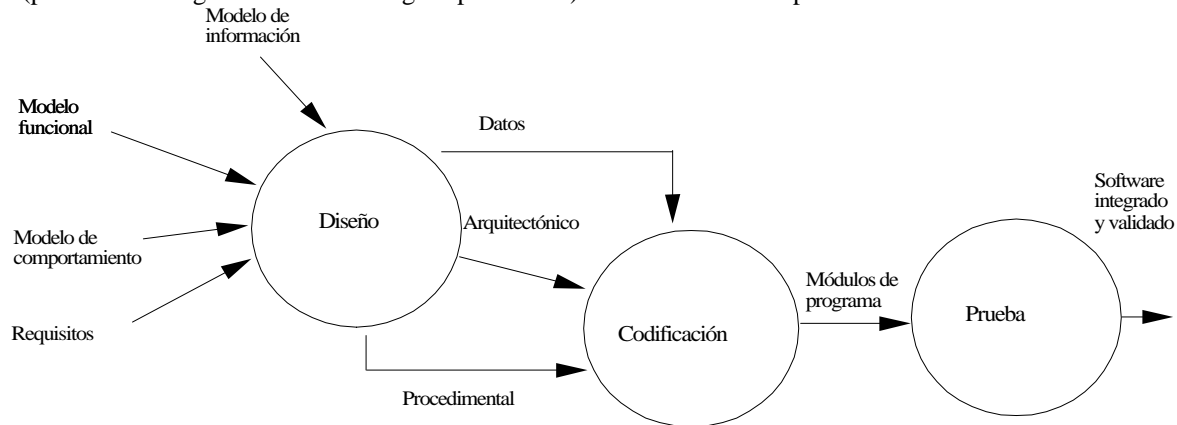 Modelo de
información
Modelo
funcional
Datos
Software
integrado
y validado
Diseño
Arquitectónico
Modelo de
comportamiento
Módulos de
programa
Prueba
Requisitos
Codificación
Procedimental